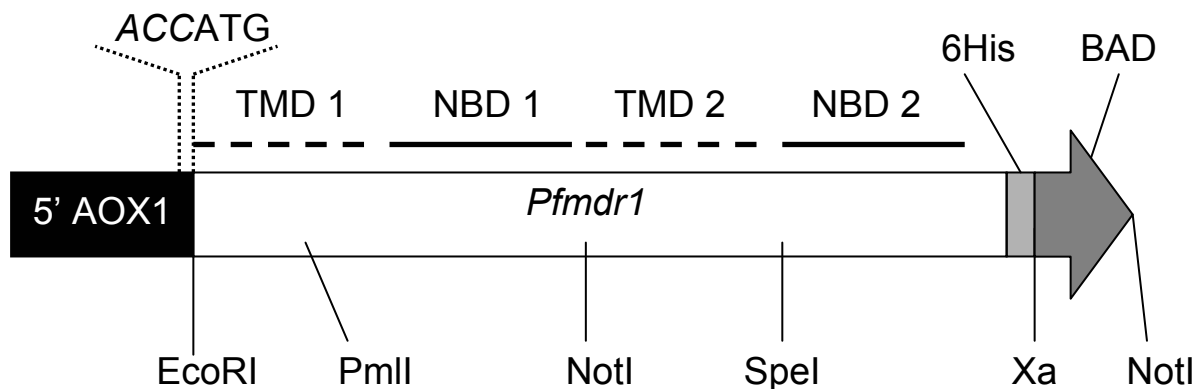 ACCATG
6His BAD
TMD 1 NBD 1 TMD 2 NBD 2
5’ AOX1 Pfmdr1
EcoRI PmlI NotI SpeI Xa NotI